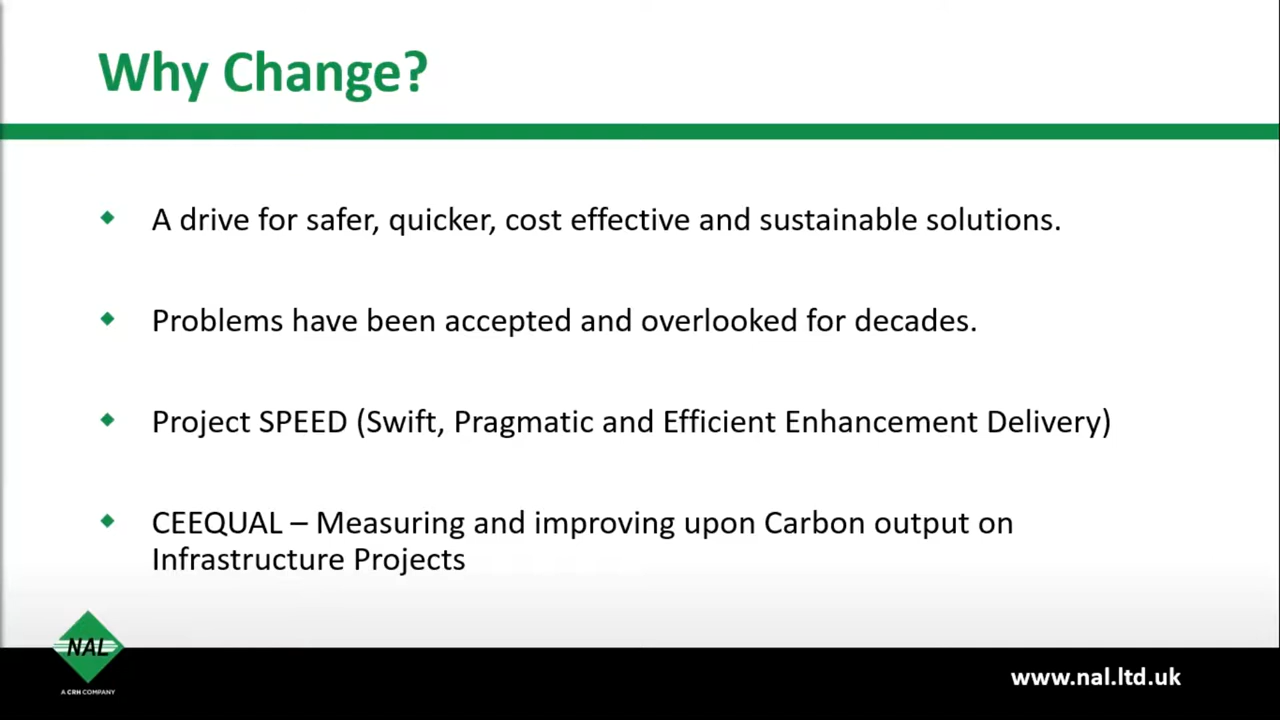 Why Change?
A drive for safer, quicker, cost effective and sustainable solutions.
Problems have been accepted and overlooked for decades.
Project SPEED (Swift, Pragmatic and Efficient Enhancement Delivery)
CEEQUAL – Measuring and improving upon Carbon output on
Infrastructure Projects
NAL
A CRH COMPANY
www.nal.ltd.uk